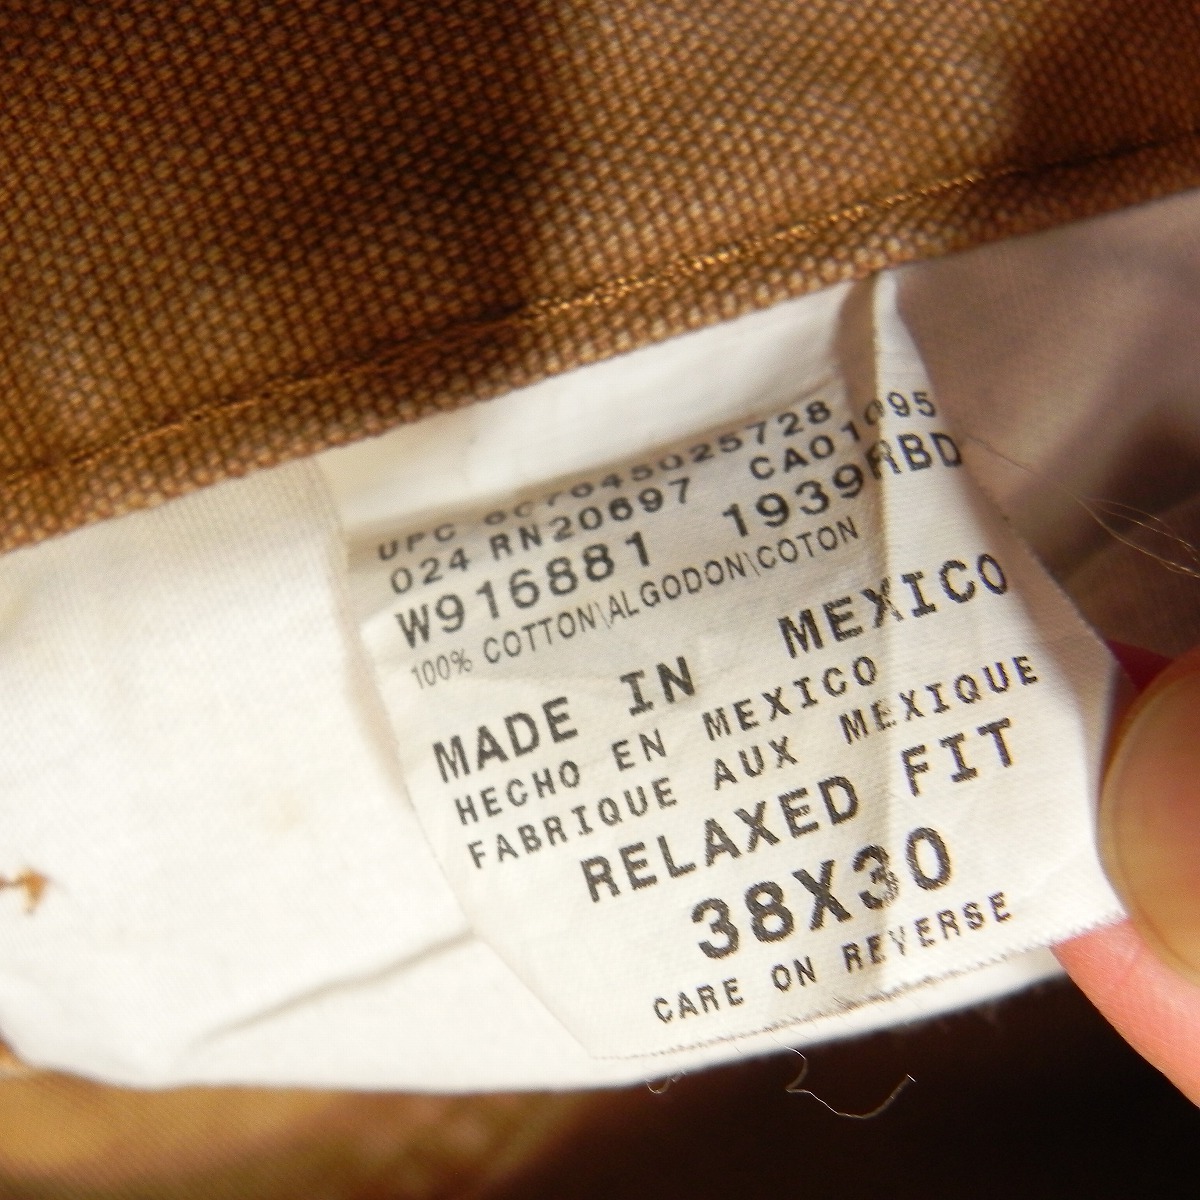 UPC 607645025728
024 RN20697 CA01095
W916881 1939RBD
100% COTTON\ALGODON\COTON
MADE IN MEXICO
HECHO EN MEXICO
FABRIQUE AUX MEXIQUE
RELAXED FIT
38X30
CARE ON REVERSE